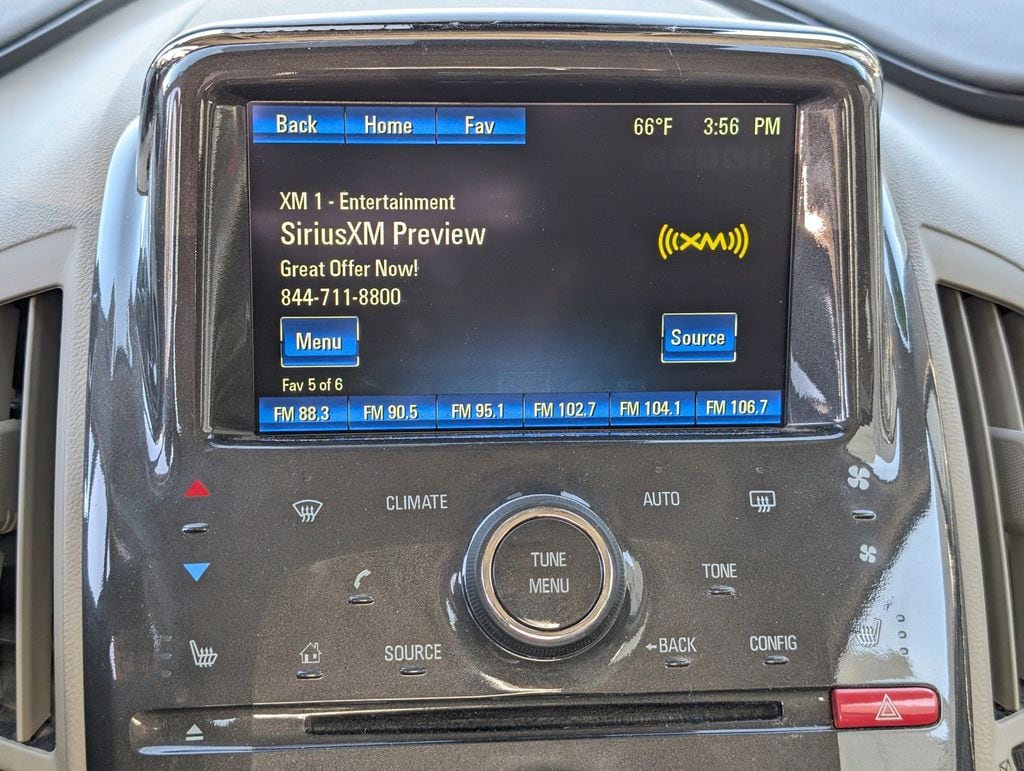 Back Home Fav 66°F 3:56 PM
XM 1 - Entertainment
SiriusXM Preview
((((XM))))
Great Offer Now!
844-711-8800
Menu Source
Fav 5 of 6
FM 88.3 FM 90.5 FM 95.1 FM 102.7 FM 104.1 FM 106.7
CLIMATE AUTO
TUNE
MENU
TONE
SOURCE ←BACK CONFIG